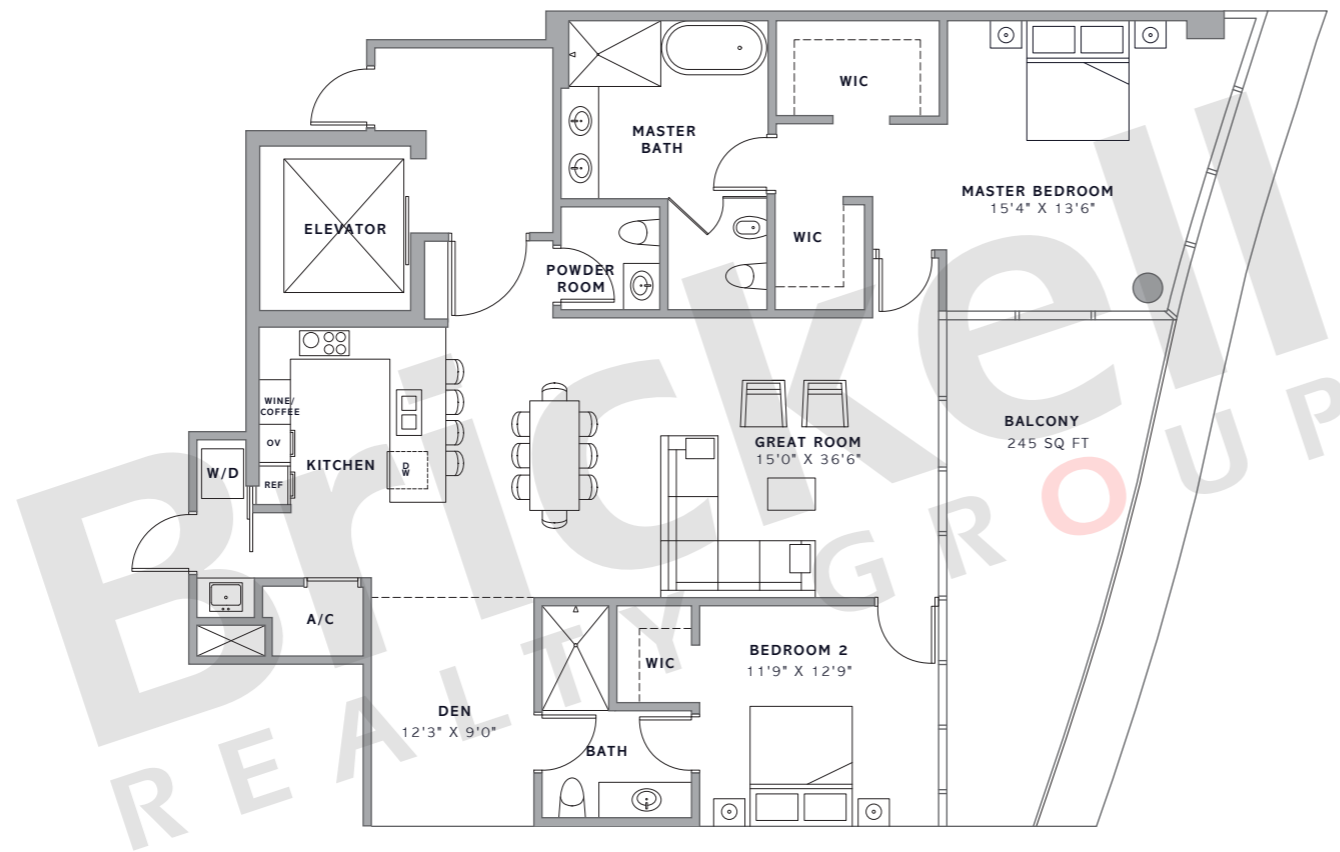 WIC
MASTER
BATH
MASTER BEDROOM
15'4" X 13'6"
ELEVATOR
WIC
POWDER
ROOM
WINE/
COFFEE
OV
KITCHEN
D
W
REF
W/D
GREAT ROOM
15'0" X 36'6"
BALCONY
245 SQ FT
A/C
WIC
BEDROOM 2
11'9" X 12'9"
DEN
12'3" X 9'0"
BATH
Brickell
REALTY GROUP